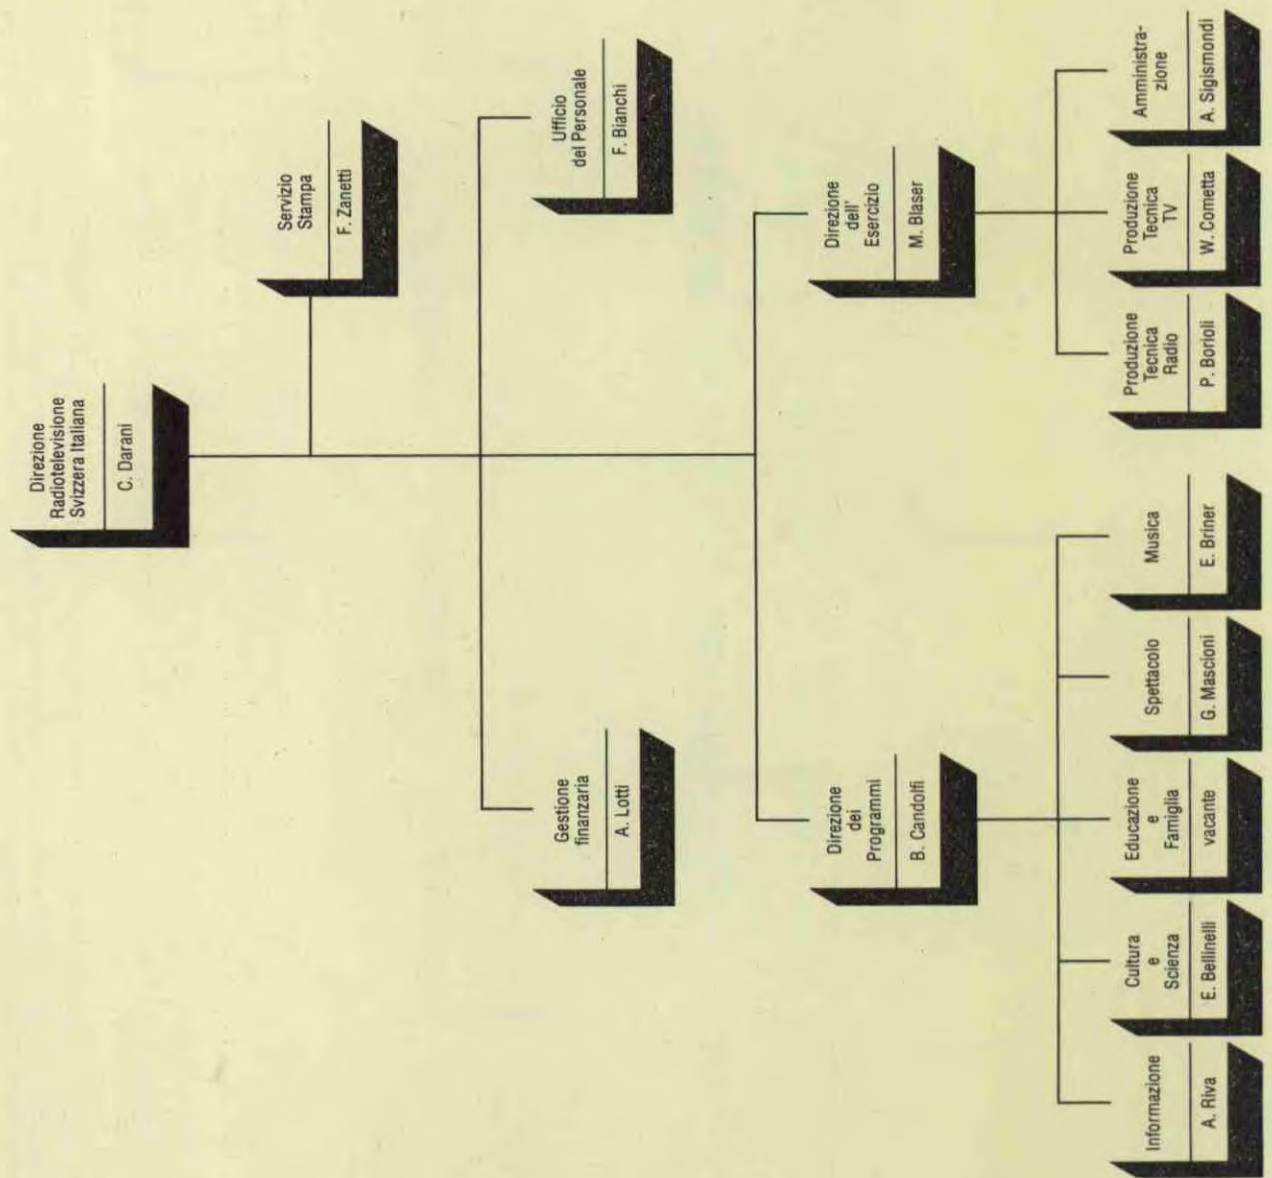 Direzione
Radiotelevisione
Svizzera Italiana
C. Darani
Servizio
Stampa
F. Zanetti
Gestione
finanzaria
A. Lotti
Ufficio
del Personale
F. Bianchi
Direzione
dei
Programmi
B. Candolfi
Direzione
dell'
Esercizio
M. Blaser
Informazione
A. Riva
Cultura
e
Scienza
E. Bellinelli
Educazione
e
Famiglia
vacante
Spettacolo
G. Mascioni
Musica
E. Briner
Produzione
Tecnica
Radio
P. Borioli
Produzione
Tecnica
TV
W. Cometta
Amministra-
zione
A. Sigismondi